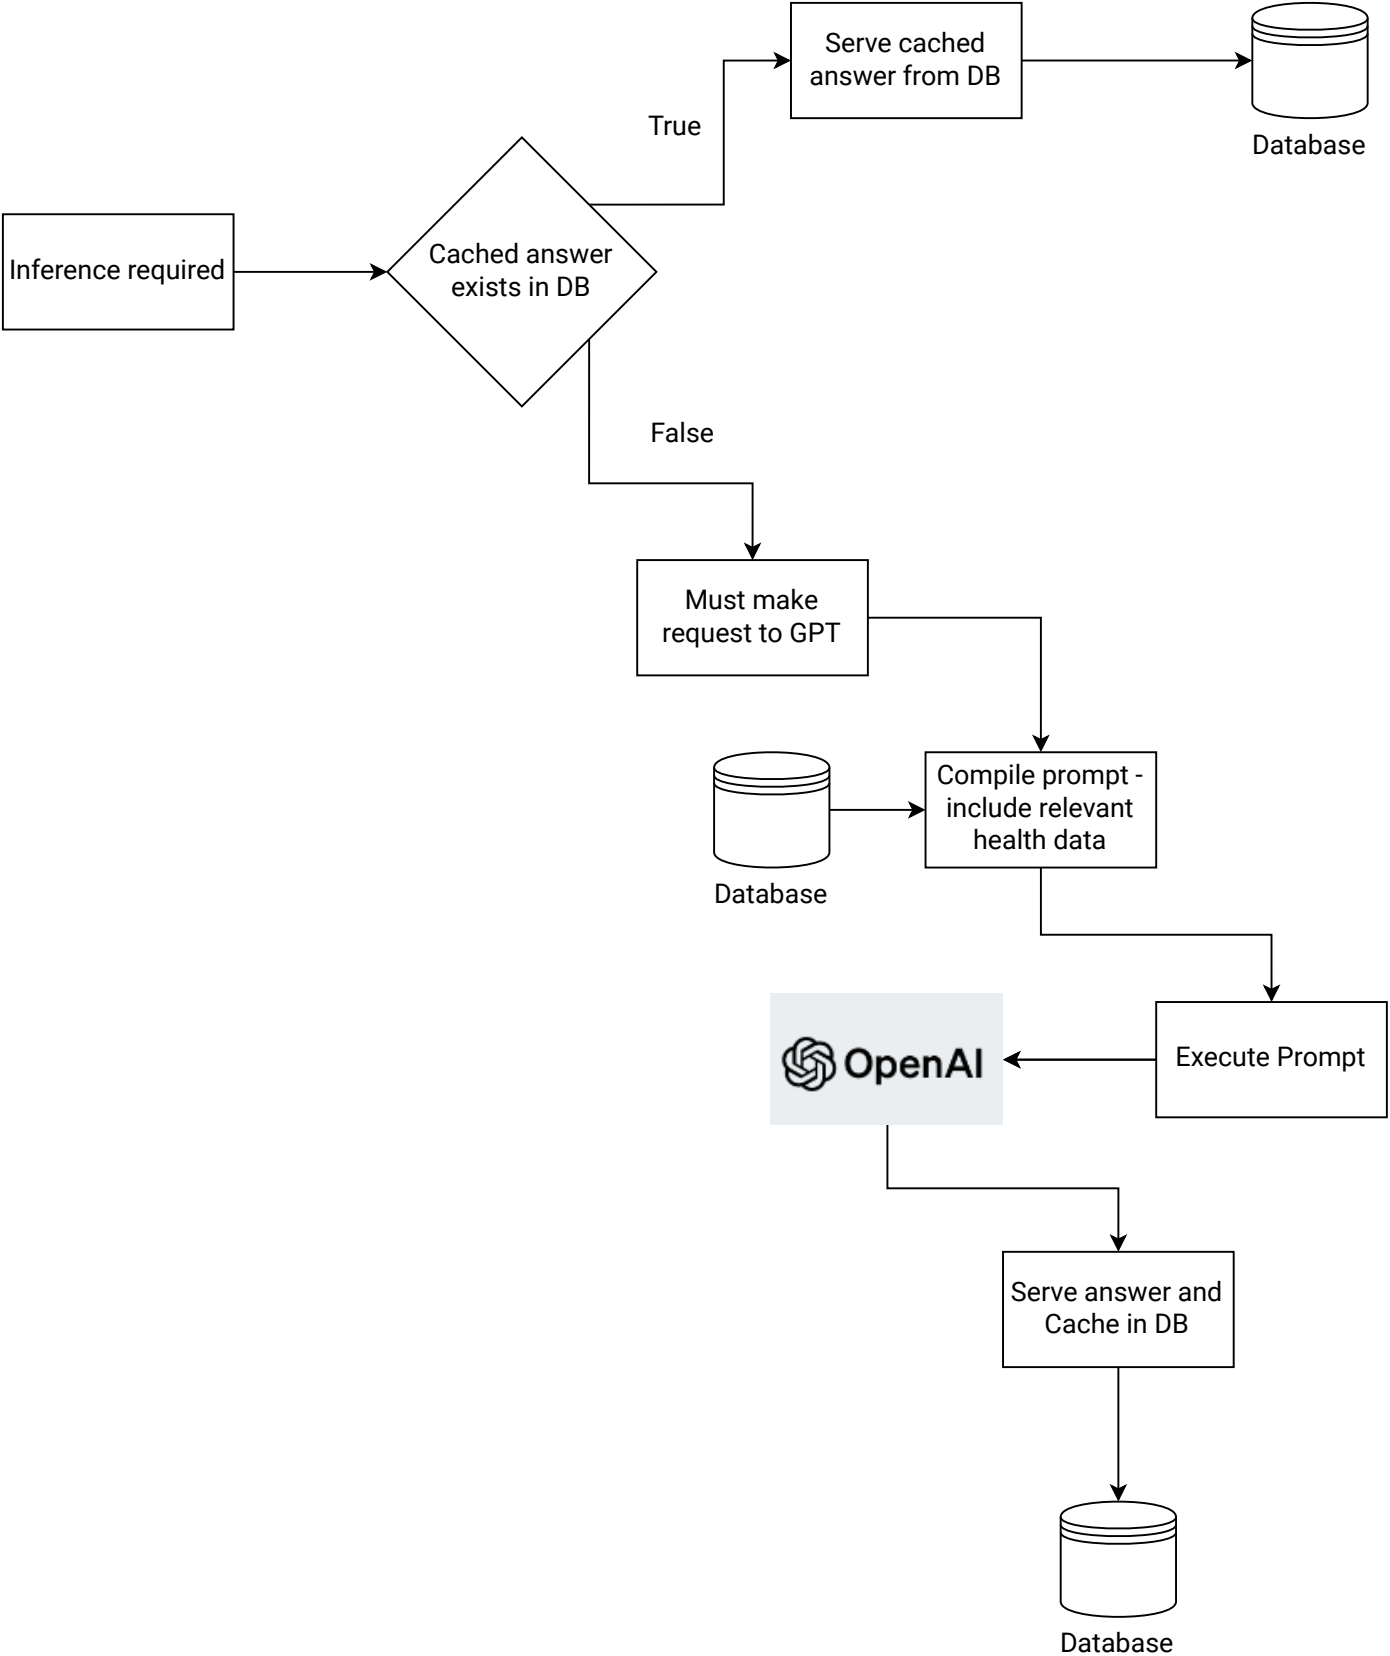 Serve cached
answer from DB
Database
True
Inference required
Cached answer
exists in DB
False
Must make
request to GPT
Compile prompt -
include relevant
health data
Database
OpenAI
Execute Prompt
Serve answer and
Cache in DB
Database